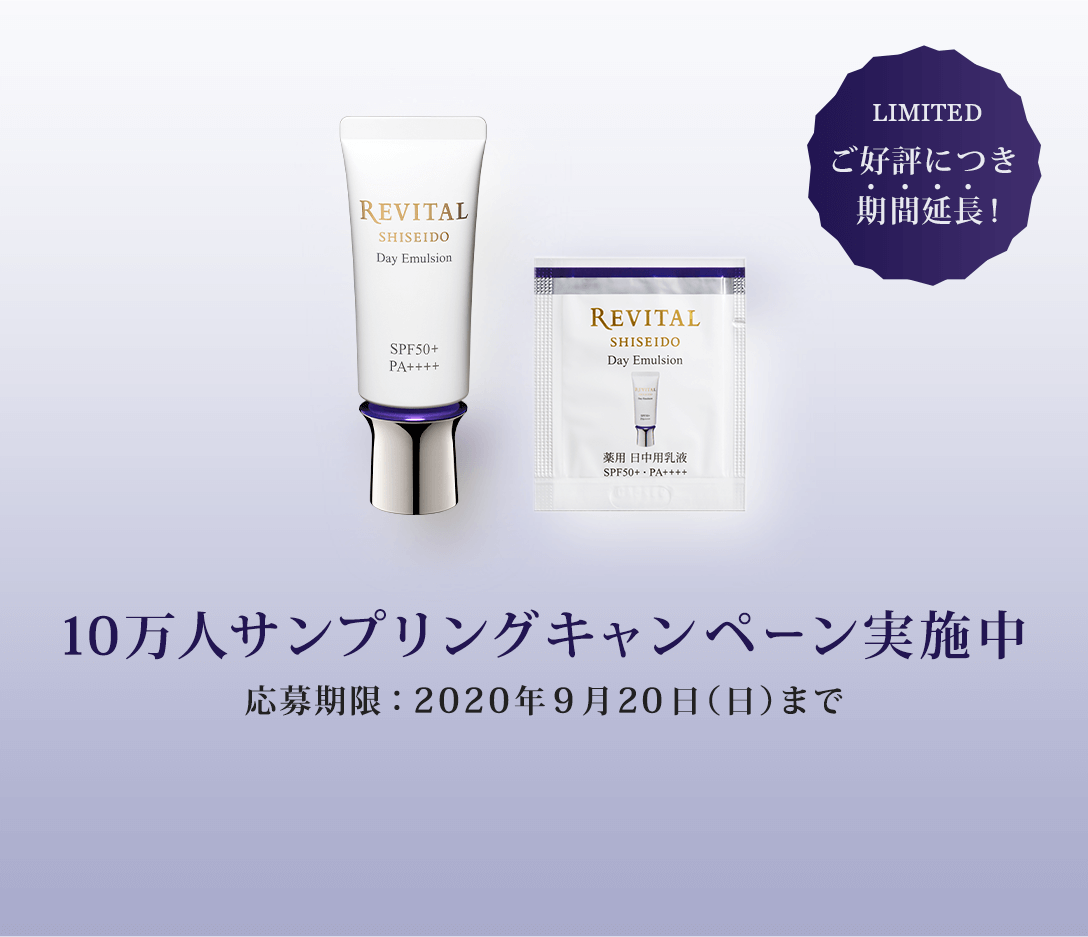 LIMITED
ご好評につき
期間延長！
REVITAL
SHISEIDO
Day Emulsion
SPF50+
PA++++
REVITAL
SHISEIDO
Day Emulsion
REVITAL
薬用 日中用乳液
SPF50+・PA++++
10万人サンプリングキャンペーン実施中
応募期限：2020年9月20日（日）まで